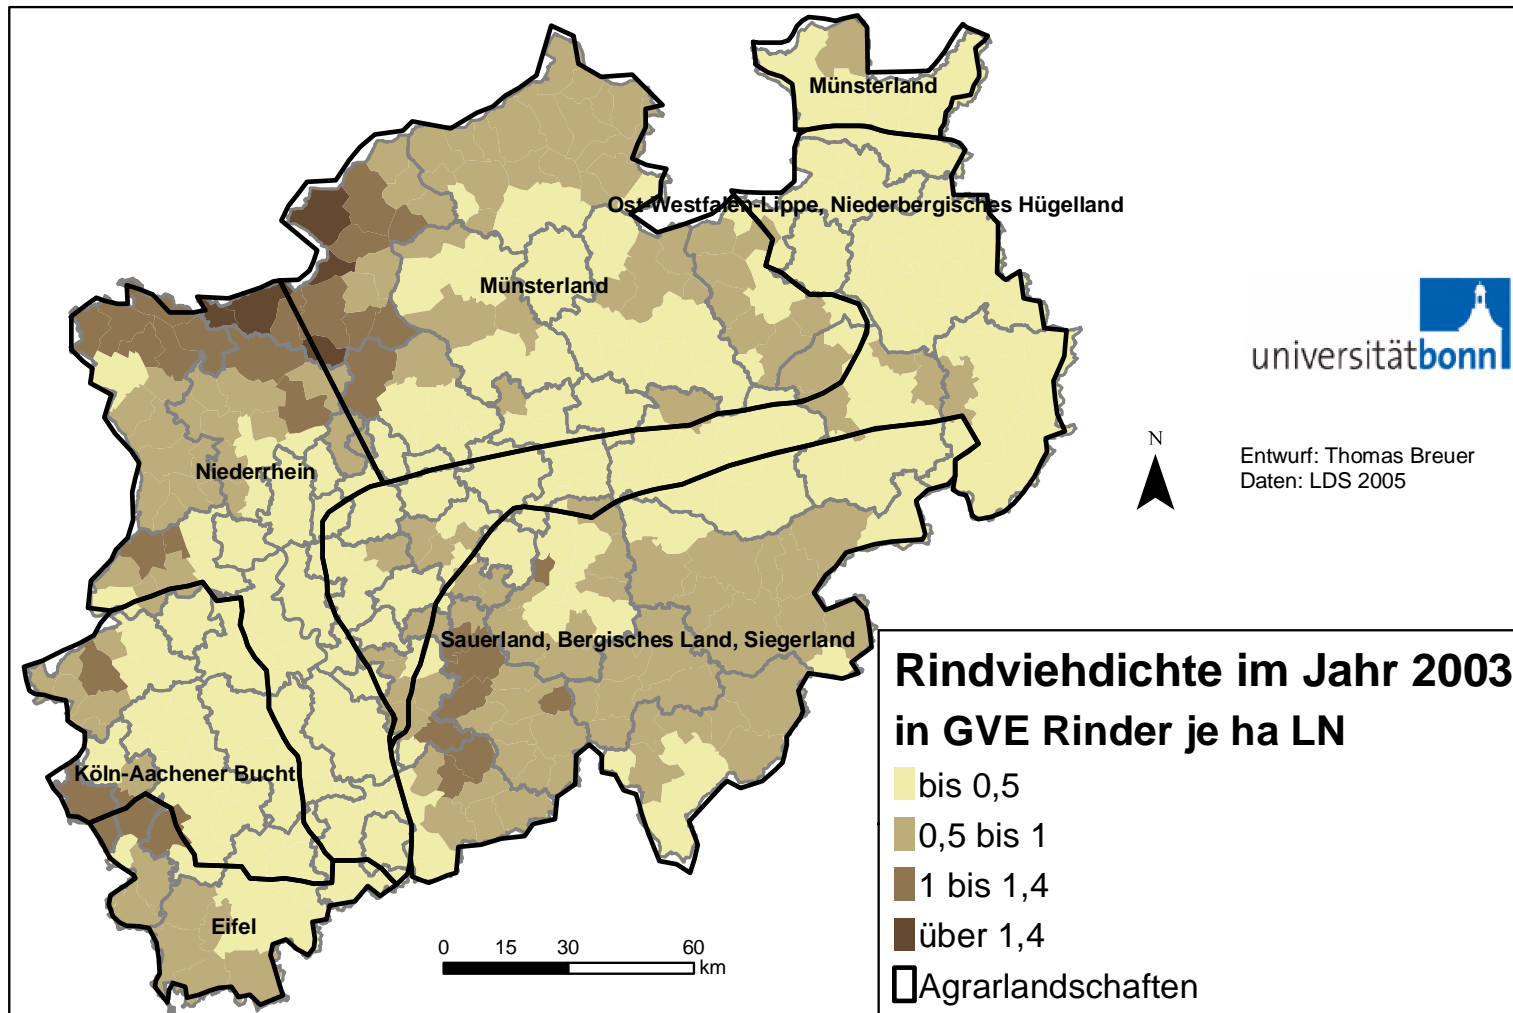 Münsterland
Ost-Westfalen-Lippe, Niederbergisches Hügelland
Münsterland
universitätbonn
N
Entwurf: Thomas Breuer
Daten: LDS 2005
Niederrhein
Sauerland, Bergisches Land, Siegerland
Köln-Aachener Bucht
Eifel
0 15 30 60
km
Rindviehdichte im Jahr 2003
in GVE Rinder je ha LN
bis 0,5
0,5 bis 1
1 bis 1,4
über 1,4
Agrarlandschaften